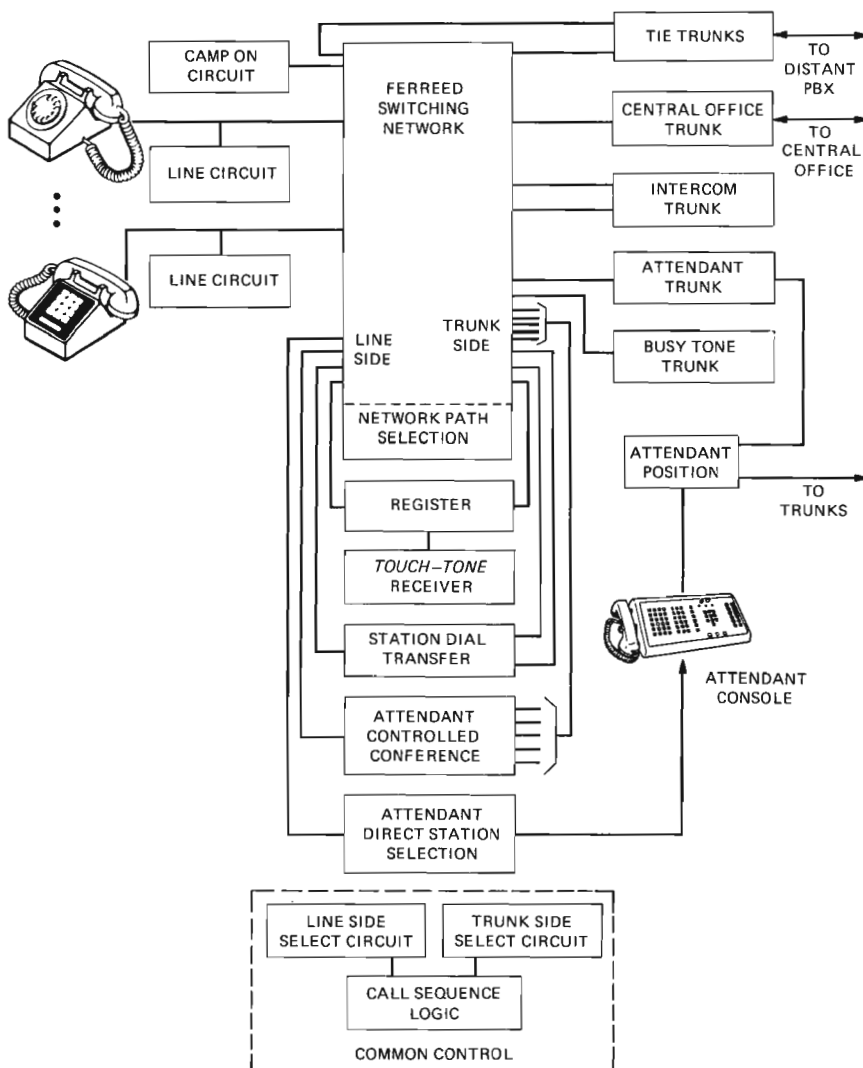 CAMP ON
CIRCUIT
FERREED
SWITCHING
NETWORK
TIE TRUNKS
TO
DISTANT
PBX
CENTRAL OFFICE
TRUNK
TO
CENTRAL
OFFICE
LINE CIRCUIT
INTERCOM
TRUNK
LINE CIRCUIT
ATTENDANT
TRUNK
LINE
SIDE
TRUNK
SIDE
BUSY TONE
TRUNK
NETWORK PATH
SELECTION
ATTENDANT
POSITION
TO
TRUNKS
REGISTER
TOUCH-TONE
RECEIVER
STATION DIAL
TRANSFER
ATTENDANT
CONSOLE
ATTENDANT
CONTROLLED
CONFERENCE
ATTENDANT
DIRECT STATION
SELECTION
LINE SIDE
SELECT CIRCUIT
TRUNK SIDE
SELECT CIRCUIT
CALL SEQUENCE
LOGIC
COMMON CONTROL